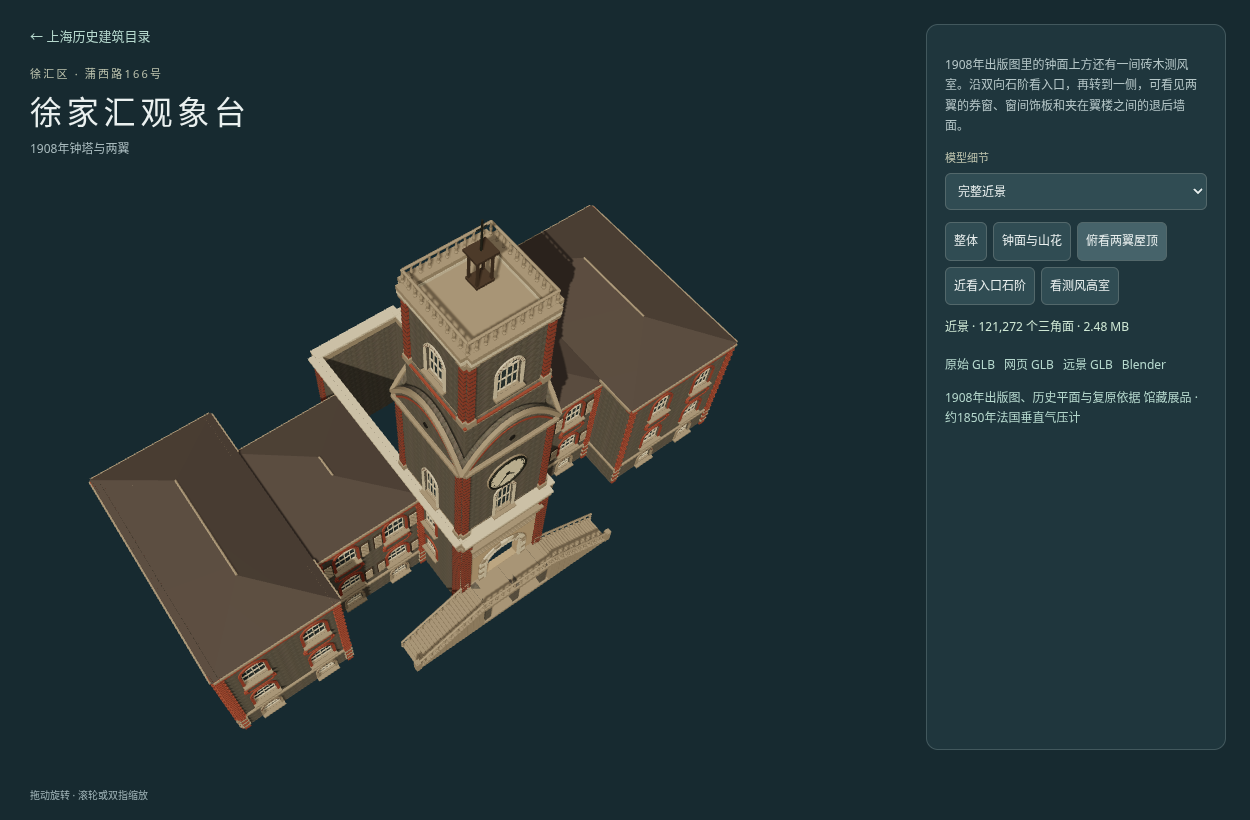 ← 上海历史建筑目录
徐汇区 · 蒲西路166号
徐家汇观象台
1908年钟塔与两翼
1908年出版图里的钟面上方还有一间砖木测风
室。沿双向石阶看入口，再转到一侧，可看见两
翼的券窗、窗间饰板和夹在翼楼之间的退后墙
面。
模型细节
完整近景
整体 钟面与山花 俯看两翼屋顶
近看入口石阶 看测风高室
近景 · 121,272 个三角面 · 2.48 MB
原始 GLB 网页 GLB 远景 GLB Blender
1908年出版图、历史平面与复原依据 馆藏展品 ·
约1850年法国垂直气压计
拖动旋转 · 滚轮或双指缩放